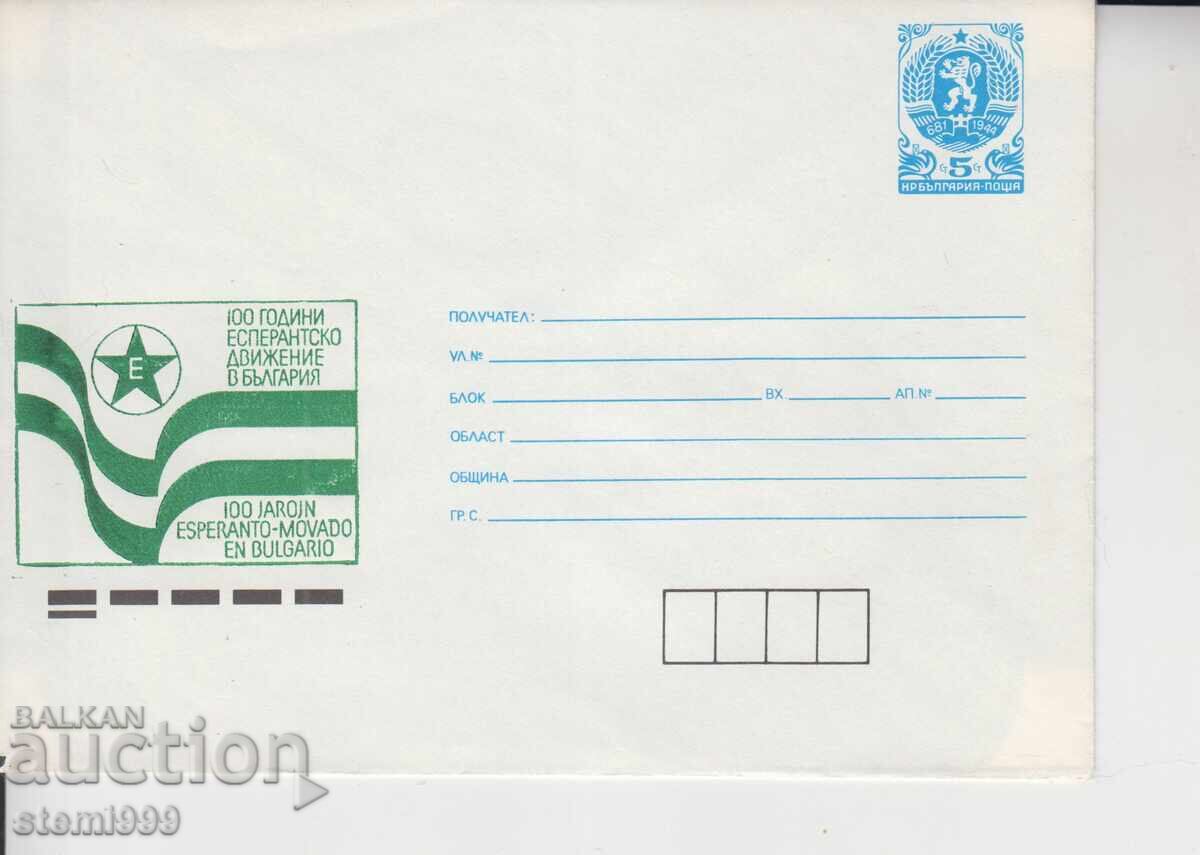 681 1944
5
НРБЪЛГАРИЯ-ПОЩА
100 ГОДИНИ
ЕСПЕРАНТСКО
ДВИЖЕНИЕ
В БЪЛГАРИЯ
E
100 JAROJN
ESPERANTO-MOVADO
EN BULGARIO
ПОЛУЧАТЕЛ:
УЛ.№
БЛОК ВХ. АП.№
ОБЛАСТ
ОБЩИНА
ГР. С.
BALKAN
auction
stemi999